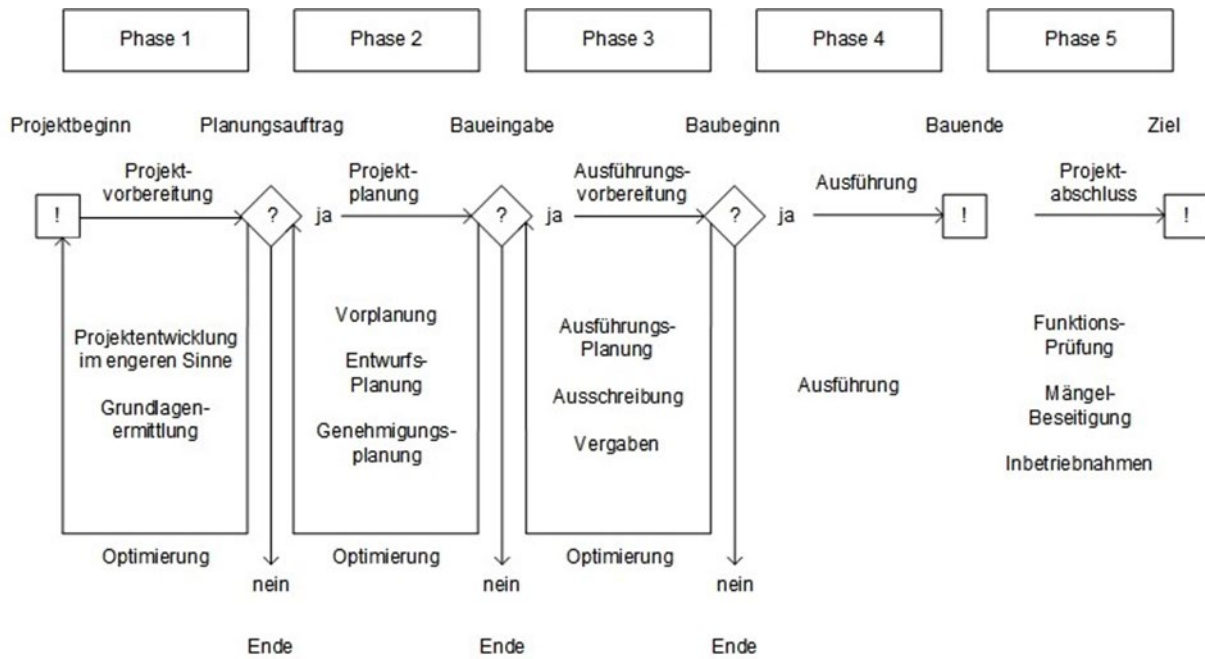 Phase 1
Phase 2
Phase 3
Phase 4
Phase 5
Projektbeginn
Planungsauftrag
Baueingabe
Baubeginn
Bauende
Ziel
Projekt-
vorbereitung
Projekt-
planung
Ausführungs-
vorbereitung
Ausführung
Projekt-
abschluss
!
?
ja
?
ja
?
ja
!
!
Projektentwicklung
im engeren Sinne
Grundlagen-
ermittlung
Vorplanung
Entwurfs-
Planung
Genehmigungs-
planung
Ausführungs-
Planung
Ausschreibung
Vergaben
Ausführung
Funktions-
Prüfung
Mängel-
Beseitigung
Inbetriebnahmen
Optimierung
Optimierung
Optimierung
nein
nein
nein
Ende
Ende
Ende